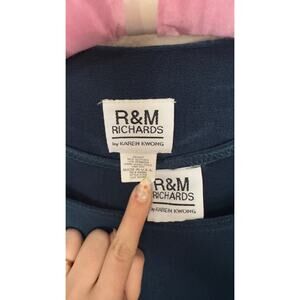 R&M
RICHARDS
by KAREN KWONG
MADE IN U.S.A.
R&M
RICHARDS
by KAREN KWONG